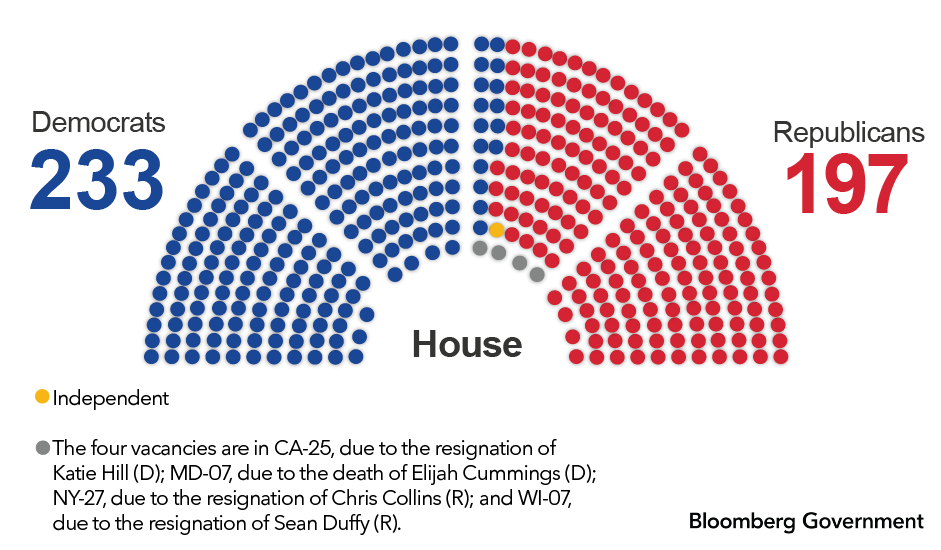 Democrats
233
Republicans
197
House
Independent
The four vacancies are in CA-25, due to the resignation of
Katie Hill (D); MD-07, due to the death of Elijah Cummings (D);
NY-27, due to the resignation of Chris Collins (R); and WI-07,
due to the resignation of Sean Duffy (R).
Bloomberg Government